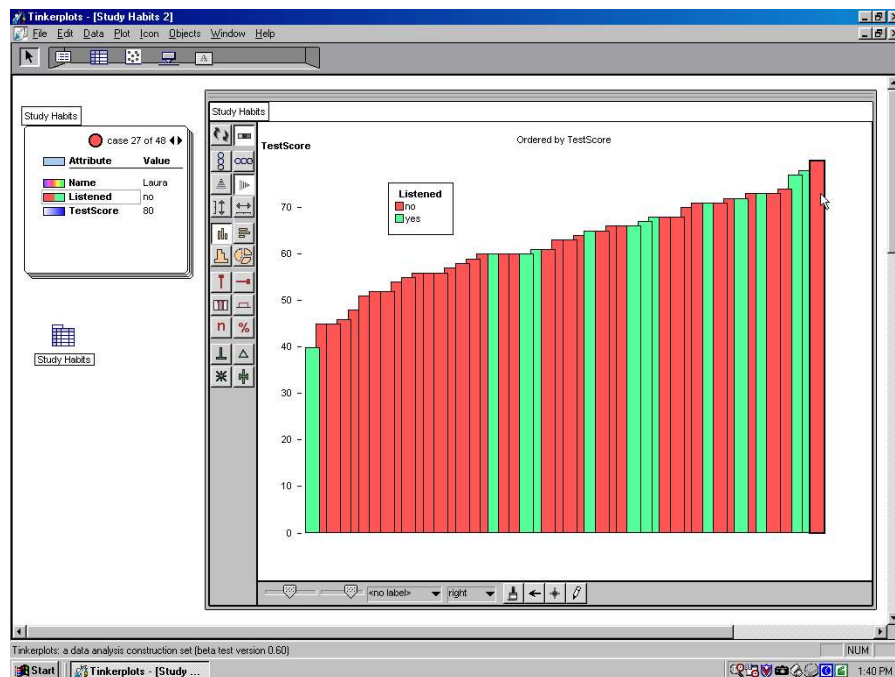 Tinkerplots - [Study Habits 2]
File Edit Data Plot Icon Objects Window Help
A
Study Habits
case 27 of 48
Attribute Value
Name Laura
Listened no
TestScore 80
Study Habits
Study Habits
n %
TestScore
Ordered by TestScore
Listened
no
yes
70
60
50
40
30
20
10
0
<no label> right
Tinkerplots: a data analysis construction set (beta test version 0.60)
NUM
Start Tinkerplots - [Study ... 1:40 PM